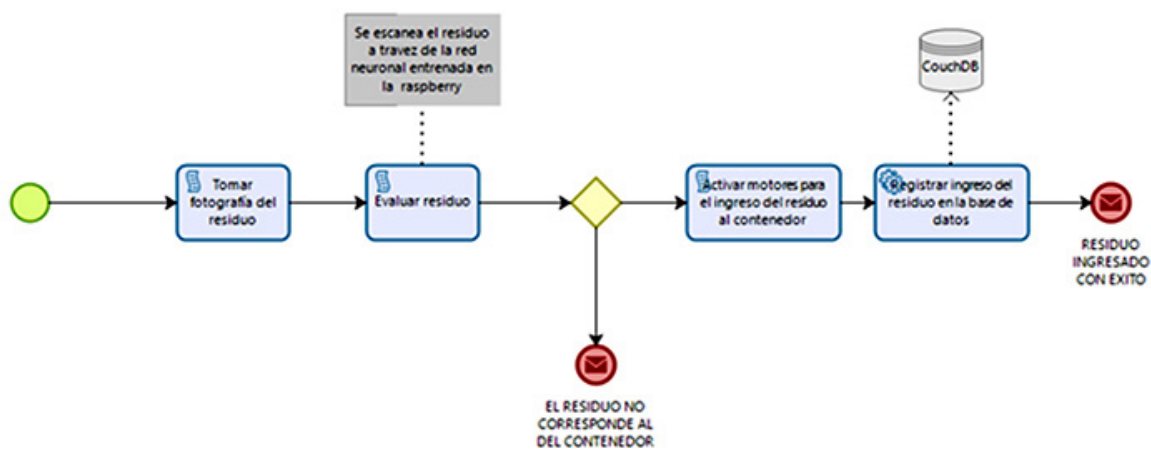 Se escanea el residuo
a travez de la red
neuronal entrenada en
la raspberry
CouchDB
Tomar
fotografía del
residuo
Evaluar residuo
Activar motores para
el ingreso del residuo
al contenedor
Registrar ingreso del
residuo en la base de
datos
RESIDUO
INGRESADO
CON EXITO
EL RESIDUO NO
CORRESPONDE AL
DEL CONTENEDOR